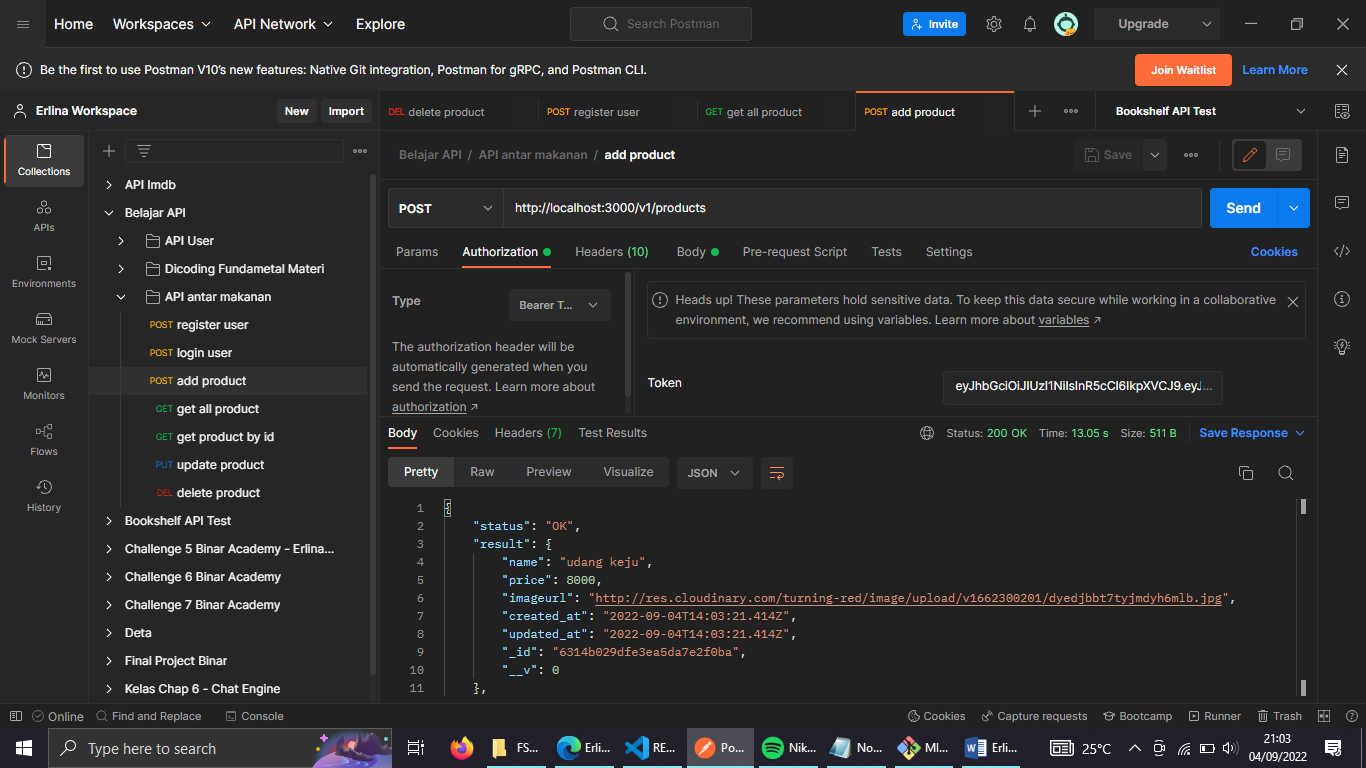 Home Workspaces API Network Explore Search Postman Invite Upgrade
Be the first to use Postman V10's new features: Native Git integration, Postman for gRPC, and Postman CLI. Join Waitlist Learn More
Erlina Workspace New Import
DEL delete product POST register user GET get all product POST add product Bookshelf API Test
Collections
APIs
Environments
Mock Servers
Monitors
Flows
History
API Imdb
Belajar API
API User
Dicoding Fundametal Materi
API antar makanan
POST register user
POST login user
POST add product
GET get all product
GET get product by id
PUT update product
DEL delete product
Bookshelf API Test
Challenge 5 Binar Academy - Erlina...
Challenge 6 Binar Academy
Challenge 7 Binar Academy
Deta
Final Project Binar
Kelas Chap 6 - Chat Engine
Belajar API / API antar makanan / add product Save
POST http://localhost:3000/v1/products Send
Params Authorization Headers (10) Body Pre-request Script Tests Settings Cookies
Type Bearer T...
The authorization header will be
automatically generated when you
send the request. Learn more about
authorization ↗
Heads up! These parameters hold sensitive data. To keep this data secure while working in a collaborative
environment, we recommend using variables. Learn more about variables ↗
Token eyJhbGciOiJIUzI1NiIsInR5cCI6IkpXVCJ9.eyJ...
Body Cookies Headers (7) Test Results Status: 200 OK Time: 13.05 s Size: 511 B Save Response
Pretty Raw Preview Visualize JSON
1 {
2 "status": "OK",
3 "result": {
4 "name": "udang keju",
5 "price": 8000,
6 "imageurl": "http://res.cloudinary.com/turning-red/image/upload/v1662300201/dyedjbbt7tyjmdyh6mlb.jpg",
7 "created_at": "2022-09-04T14:03:21.414Z",
8 "updated_at": "2022-09-04T14:03:21.414Z",
9 "_id": "6314b029dfe3ea5da7e2f0ba",
10 "__v": 0
11 },
Online Find and Replace Console Cookies Capture requests Bootcamp Runner Trash
Type here to search FS... Erli... RE... Po... Nik... No... MI... Erli... 25°C 21:03
04/09/2022